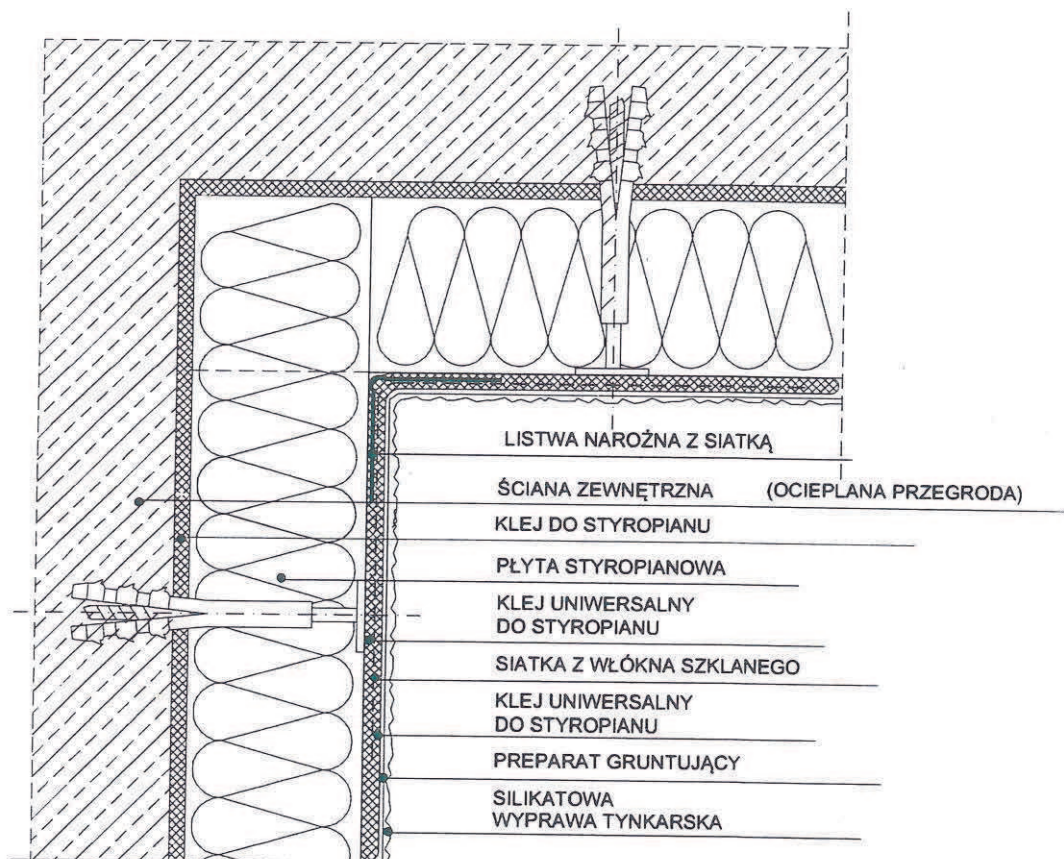 LISTWA NAROŻNA Z SIATKĄ
ŚCIANA ZEWNĘTRZNA (OCIEPLANA PRZEGRODA)
KLEJ DO STYROPIANU
PŁYTA STYROPIANOWA
KLEJ UNIWERSALNY
DO STYROPIANU
SIATKA Z WŁÓKNA SZKLANEGO
KLEJ UNIWERSALNY
DO STYROPIANU
PREPARAT GRUNTUJĄCY
SILIKATOWA
WYPRAWA TYNKARSKA